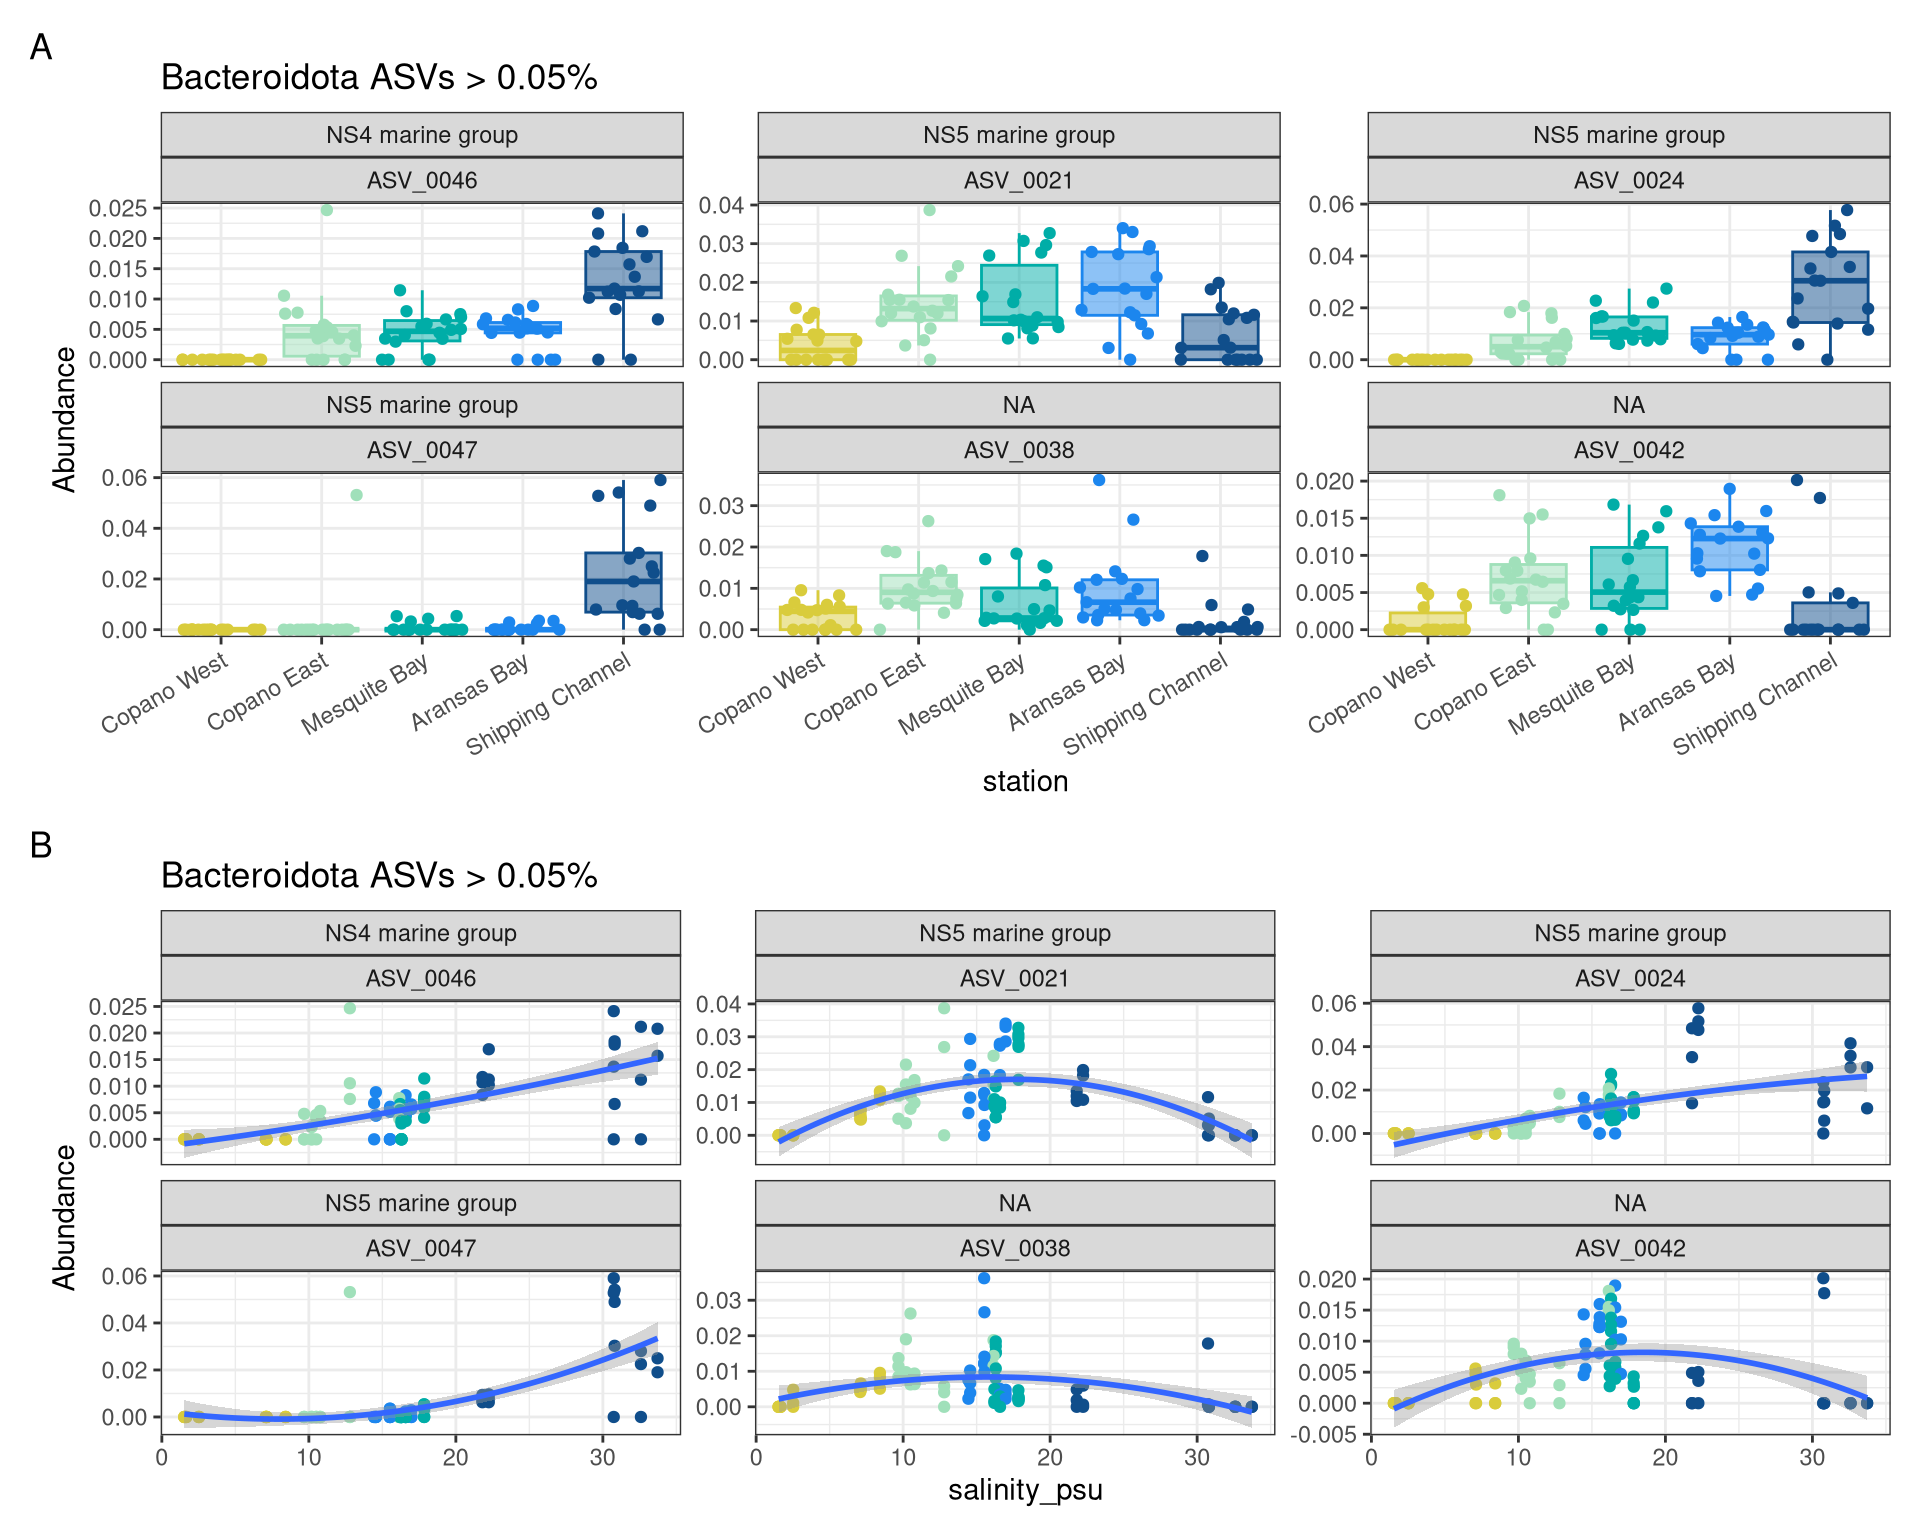 A
Bacteroidota ASVs > 0.05%
NS4 marine group
NS5 marine group
NS5 marine group
ASV_0046
ASV_0021
ASV_0024
0.025
0.020
0.015
0.010
0.005
0.000
0.04
0.03
0.02
0.01
0.00
0.06
0.04
0.02
0.00
NS5 marine group
NA
NA
ASV_0047
ASV_0038
ASV_0042
Abundance
0.06
0.04
0.02
0.00
0.03
0.02
0.01
0.00
0.020
0.015
0.010
0.005
0.000
Copano West
Copano East
Mesquite Bay
Aransas Bay
Shipping Channel
Copano West
Copano East
Mesquite Bay
Aransas Bay
Shipping Channel
Copano West
Copano East
Mesquite Bay
Aransas Bay
Shipping Channel
station
B
Bacteroidota ASVs > 0.05%
NS4 marine group
NS5 marine group
NS5 marine group
ASV_0046
ASV_0021
ASV_0024
0.025
0.020
0.015
0.010
0.005
0.000
0.04
0.03
0.02
0.01
0.00
0.06
0.04
0.02
0.00
NS5 marine group
NA
NA
ASV_0047
ASV_0038
ASV_0042
Abundance
0.06
0.04
0.02
0.00
0.03
0.02
0.01
0.00
0.020
0.015
0.010
0.005
0.000
-0.005
0 10 20 30
0 10 20 30
0 10 20 30
salinity_psu